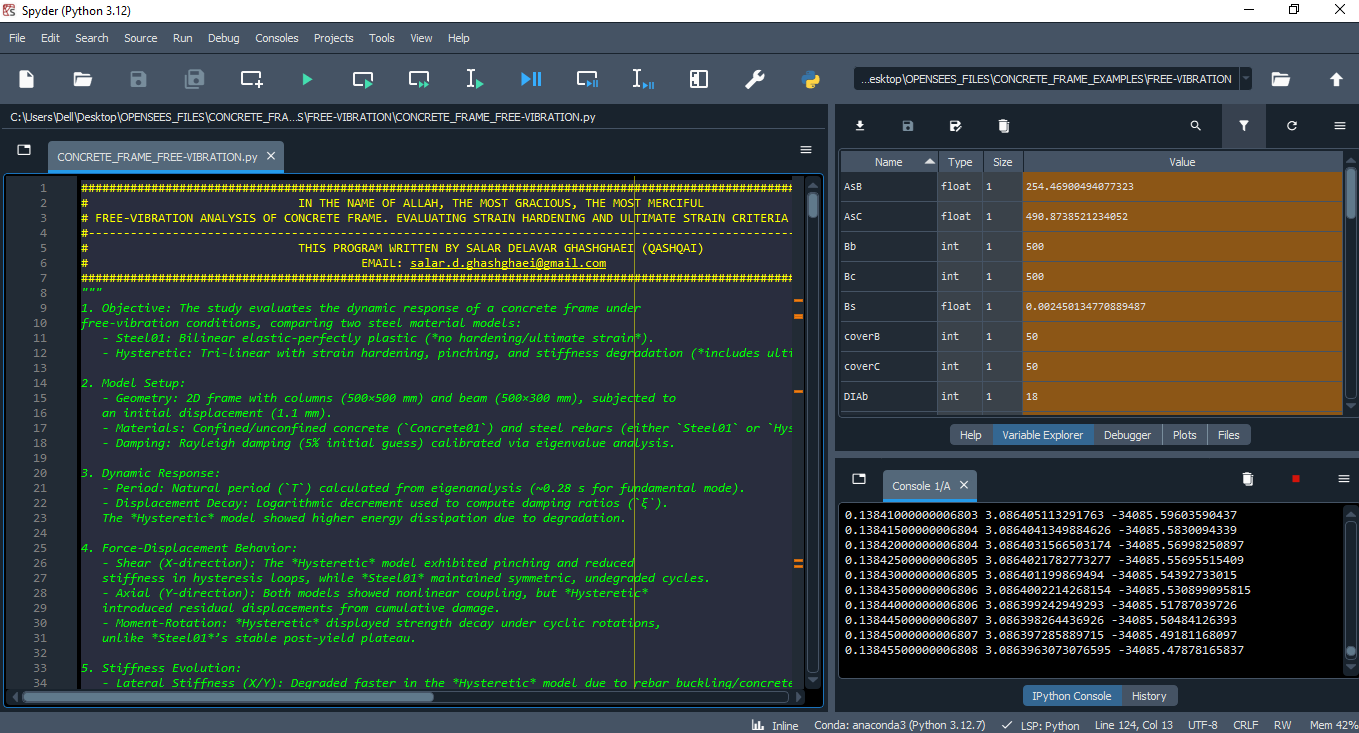 Spyder (Python 3.12)
File Edit Search Source Run Debug Consoles Projects Tools View Help
...esktop\OPENSEES_FILES\CONCRETE_FRAME_EXAMPLES\FREE-VIBRATION
C:\Users\Dell\Desktop\OPENSEES_FILES\CONCRETE_FRA...S\FREE-VIBRATION\CONCRETE_FRAME_FREE-VIBRATION.py
CONCRETE_FRAME_FREE-VIBRATION.py
1 ####################################################################################################
2 # IN THE NAME OF ALLAH, THE MOST GRACIOUS, THE MOST MERCIFUL
3 # FREE-VIBRATION ANALYSIS OF CONCRETE FRAME. EVALUATING STRAIN HARDENING AND ULTIMATE STRAIN CRITERIA
4 #---------------------------------------------------------------------------------------------------
5 # THIS PROGRAM WRITTEN BY SALAR DELAVAR GHASHGHAEI (QASHQAI)
6 # EMAIL: salar.d.ghashghaei@gmail.com
7 ####################################################################################################
8 """
9 1. Objective: The study evaluates the dynamic response of a concrete frame under
10 free-vibration conditions, comparing two steel material models:
11 - Steel01: Bilinear elastic-perfectly plastic (*no hardening/ultimate strain*).
12 - Hysteretic: Tri-linear with strain hardening, pinching, and stiffness degradation (*includes ulti
13
14 2. Model Setup:
15 - Geometry: 2D frame with columns (500×500 mm) and beam (500×300 mm), subjected to
16 an initial displacement (1.1 mm).
17 - Materials: Confined/unconfined concrete (`Concrete01`) and steel rebars (either `Steel01` or `Hys
18 - Damping: Rayleigh damping (5% initial guess) calibrated via eigenvalue analysis.
19
20 3. Dynamic Response:
21 - Period: Natural period (`T`) calculated from eigenanalysis (~0.28 s for fundamental mode).
22 - Displacement Decay: Logarithmic decrement used to compute damping ratios (`ξ`).
23 The *Hysteretic* model showed higher energy dissipation due to degradation.
24
25 4. Force-Displacement Behavior:
26 - Shear (X-direction): The *Hysteretic* model exhibited pinching and reduced
27 stiffness in hysteresis loops, while *Steel01* maintained symmetric, undegraded cycles.
28 - Axial (Y-direction): Both models showed nonlinear coupling, but *Hysteretic*
29 introduced residual displacements from cumulative damage.
30 - Moment-Rotation: *Hysteretic* displayed strength decay under cyclic rotations,
31 unlike *Steel01*’s stable post-yield plateau.
32
33 5. Stiffness Evolution:
34 - Lateral Stiffness (X/Y): Degraded faster in the *Hysteretic* model due to rebar buckling/concrete
Name Type Size Value
AsB float 1 254.46900494077323
AsC float 1 490.8738521234052
Bb int 1 500
Bc int 1 500
Bs float 1 0.002450134770889487
coverB int 1 50
coverC int 1 50
DIAb int 1 18
Help Variable Explorer Debugger Plots Files
Console 1/A
0.13841000000006803 3.086405113291763 -34085.59603590437
0.13841500000006804 3.0864041349884626 -34085.5830094339
0.13842000000006804 3.0864031566503174 -34085.56998250897
0.13842500000006805 3.0864021782773277 -34085.55695515409
0.13843000000006805 3.086401199869494 -34085.54392733015
0.13843500000006806 3.0864002214268154 -34085.530899095815
0.13844000000006806 3.086399242949293 -34085.51787039726
0.13844500000006807 3.086398264436926 -34085.50484126393
0.13845000000006807 3.086397285889715 -34085.49181168097
0.13845500000006808 3.0863963073076595 -34085.47878165837
IPython Console History
Inline Conda: anaconda3 (Python 3.12.7) LSP: Python Line 124, Col 13 UTF-8 CRLF RW Mem 42%